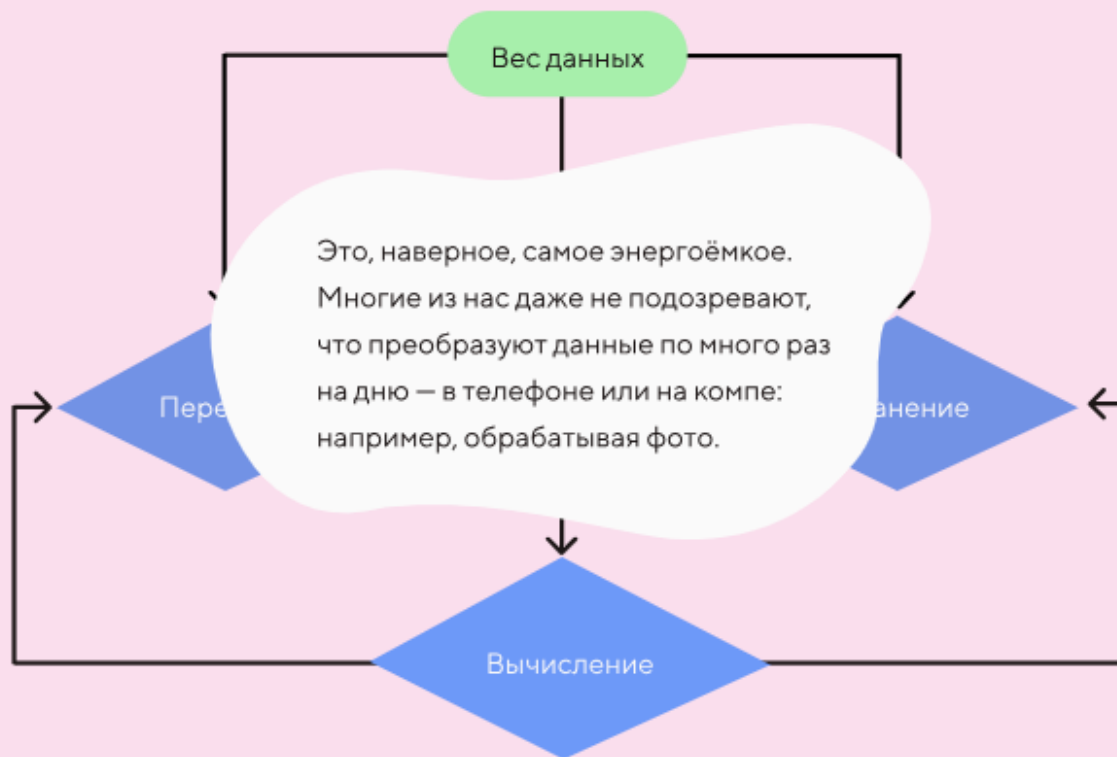 Вес данных
Это, наверное, самое энергоёмкое.
Многие из нас даже не подозревают,
что преобразуют данные по много раз
на дню — в телефоне или на компе:
например, обрабатывая фото.
Вычисление